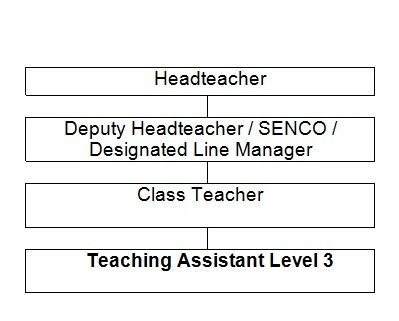 Headteacher
Deputy Headteacher / SENCO /
Designated Line Manager
Class Teacher
Teaching Assistant Level 3